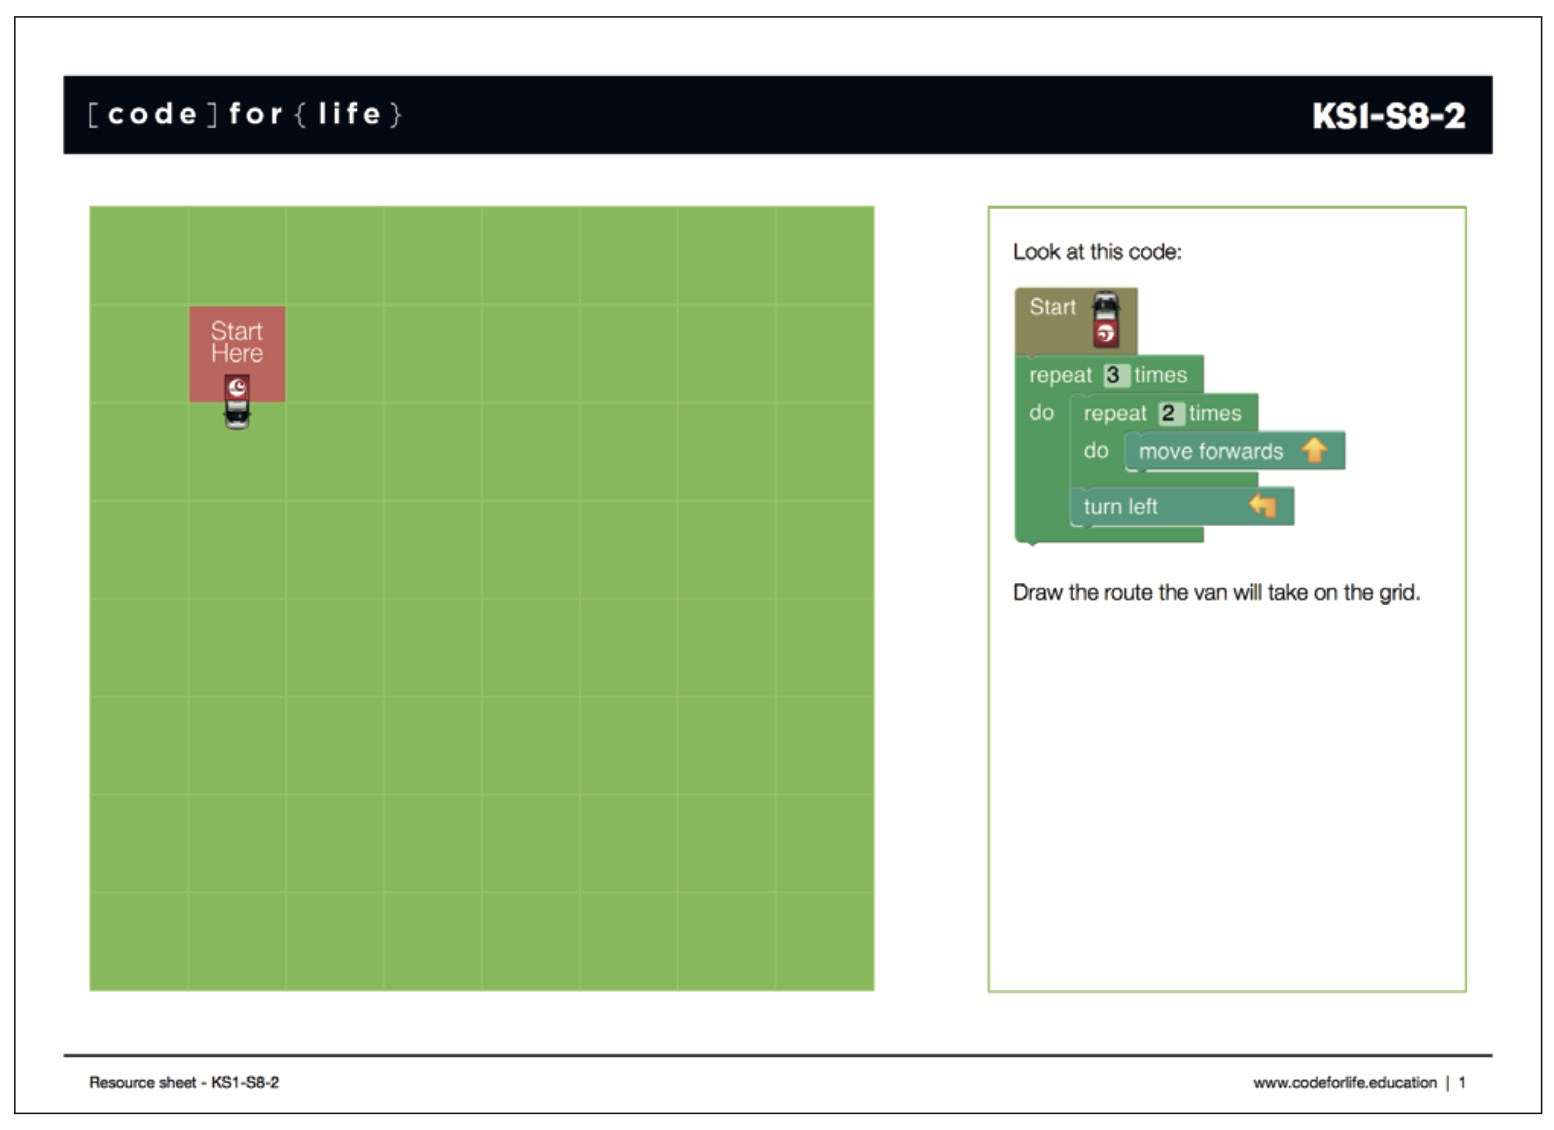 [code]for{life}
KS1-S8-2
Start
Here
Look at this code:
Start
repeat 3 times
do repeat 2 times
do move forwards
turn left
Draw the route the van will take on the grid.
Resource sheet - KS1-S8-2
www.codeforlife.education | 1